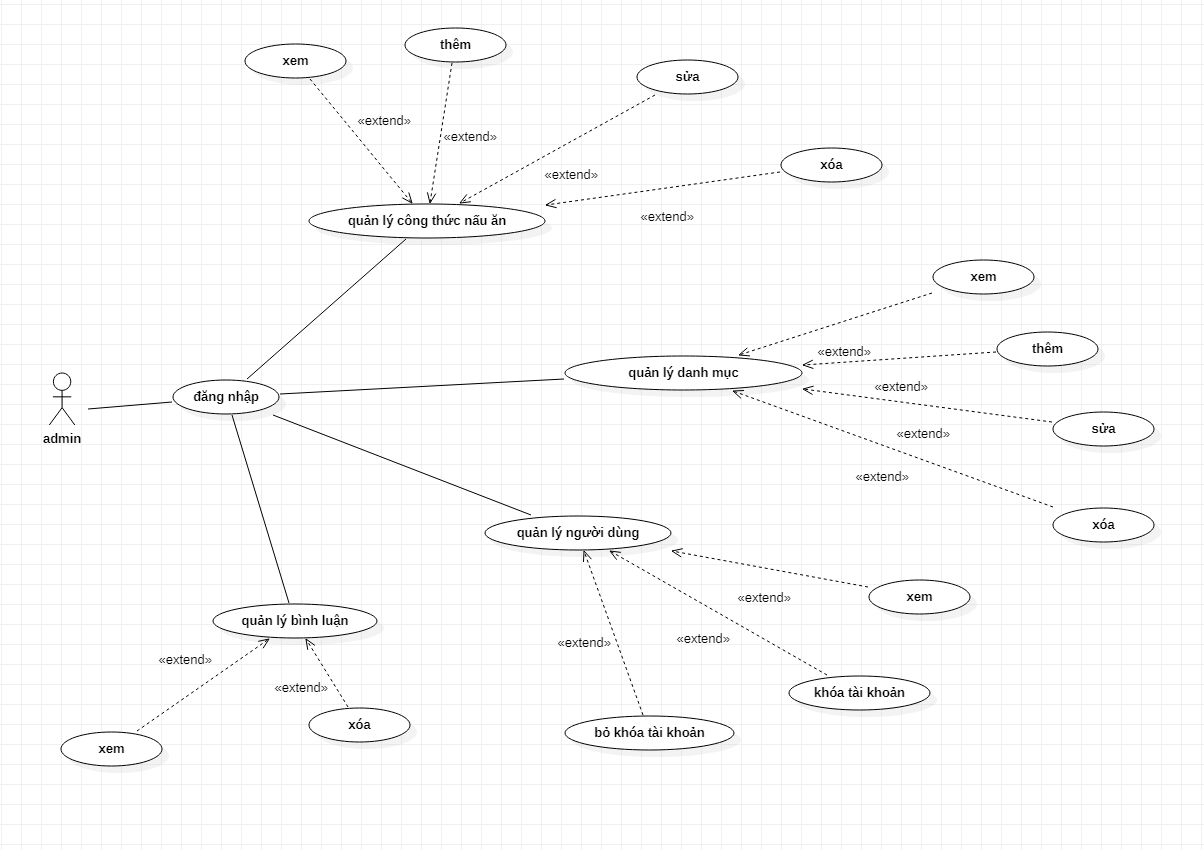 thêm
xem
sửa
«extend»
«extend»
xóa
«extend»
«extend»
quản lý công thức nấu ăn
xem
thêm
«extend»
quản lý danh mục
«extend»
đăng nhập
sửa
«extend»
admin
«extend»
xóa
quản lý người dùng
xem
«extend»
quản lý bình luận
«extend»
«extend»
«extend»
«extend»
khóa tài khoản
xóa
bỏ khóa tài khoản
xem